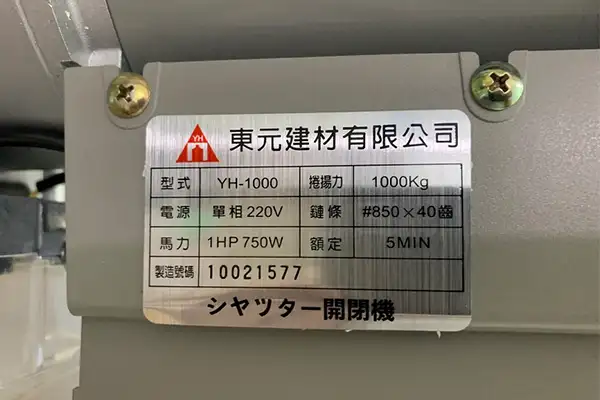 YH 東元建材有限公司
型式 YH-1000 捲揚力 1000Kg
電源 單相220V 鏈條 #850×40齒
馬力 1HP 750W 額定 5MIN
製造號碼 10021577
シヤツター開閉機